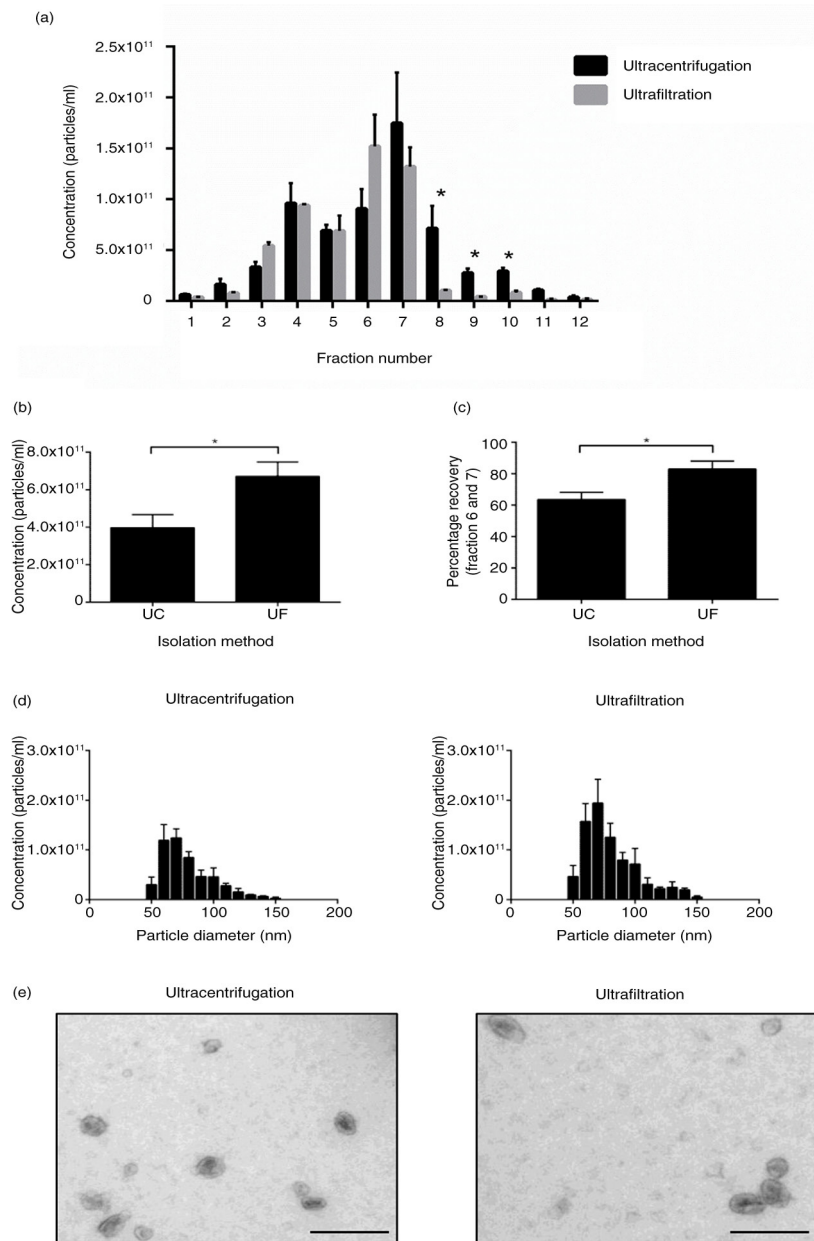 (a)
2.5x10¹¹
2.0x10¹¹
1.5x10¹¹
1.0x10¹¹
5.0x10¹¹
0
Concentration (particles/ml)
Ultracentrifugation
Ultrafiltration
* * *
1 2 3 4 5 6 7 8 9 10 11 12
Fraction number
(b)
8.0x10¹¹
6.0x10¹¹
4.0x10¹¹
2.0x10¹¹
0
Concentration (particles/ml)
*
UC UF
Isolation method
(c)
100
80
60
40
20
0
Percentage recovery
(fraction 6 and 7)
*
UC UF
Isolation method
(d)
Ultracentrifugation
3.0x10¹¹
2.0x10¹¹
1.0x10¹¹
0
Concentration (particles/ml)
0 50 100 150 200
Particle diameter (nm)
Ultrafiltration
3.0x10¹¹
2.0x10¹¹
1.0x10¹¹
0
Concentration (particles/ml)
0 50 100 150 200
Particle diameter (nm)
(e)
Ultracentrifugation
Ultrafiltration